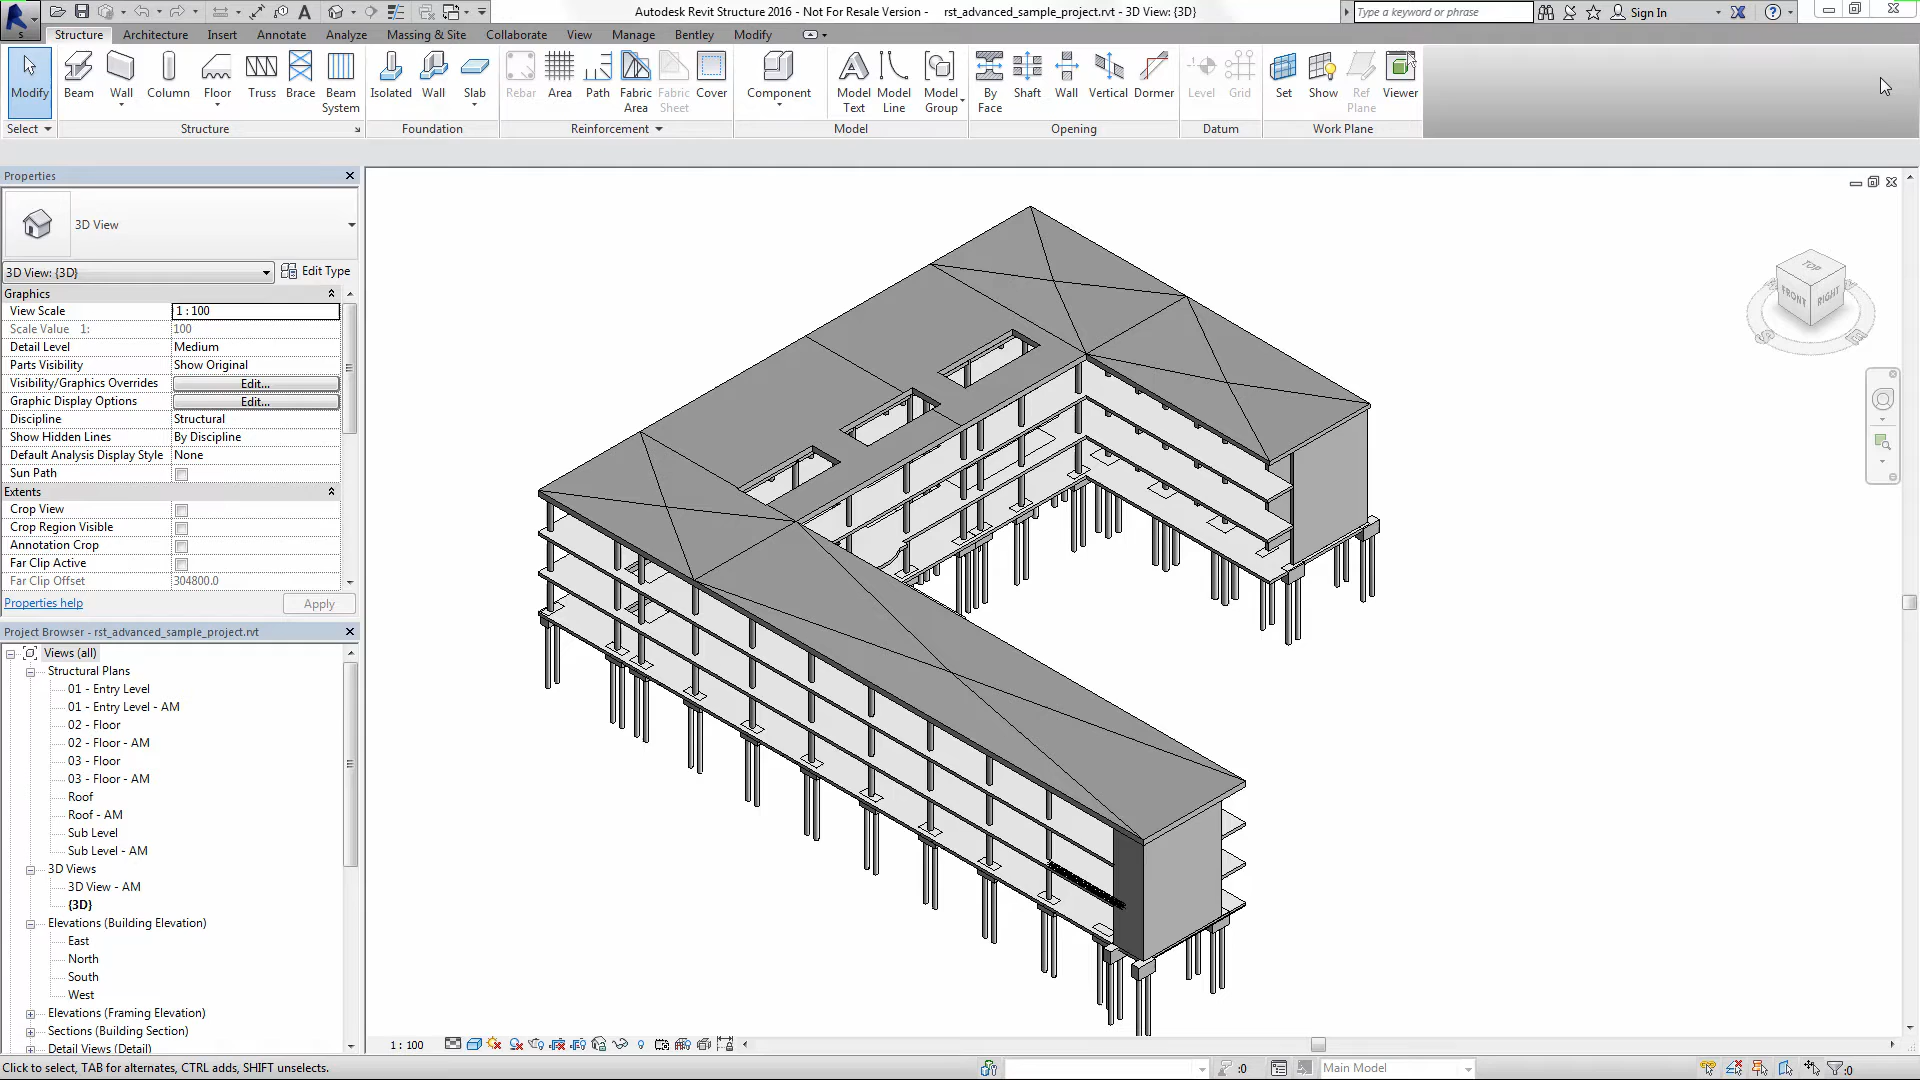 Autodesk Revit Structure 2016 - Not For Resale Version -    rst_advanced_sample_project.rvt - 3D View: {3D}
Type a keyword or phrase
Sign In
Structure Architecture Insert Annotate Analyze Massing & Site Collaborate View Manage Bentley Modify
Modify
Beam Wall Column Floor Truss Brace Beam System
Isolated Wall Slab
Rebar Area Path Fabric Area Fabric Sheet Cover
Component
Model Text Model Line Model Group
By Face Shaft Wall Vertical Dormer
Level Grid
Set Show Ref Plane Viewer
Select Structure Foundation Reinforcement Model Opening Datum Work Plane
Properties
3D View
3D View: {3D}
Edit Type
Graphics
View Scale 1 : 100
Scale Value 1: 100
Detail Level Medium
Parts Visibility Show Original
Visibility/Graphics Overrides Edit...
Graphic Display Options Edit...
Discipline Structural
Show Hidden Lines By Discipline
Default Analysis Display Style None
Sun Path
Extents
Crop View
Crop Region Visible
Annotation Crop
Far Clip Active
Far Clip Offset 304800.0
Properties help
Apply
Project Browser - rst_advanced_sample_project.rvt
Views (all)
Structural Plans
01 - Entry Level
01 - Entry Level - AM
02 - Floor
02 - Floor - AM
03 - Floor
03 - Floor - AM
Roof
Roof - AM
Sub Level
Sub Level - AM
3D Views
3D View - AM
{3D}
Elevations (Building Elevation)
East
North
South
West
Elevations (Framing Elevation)
Sections (Building Section)
Detail Views (Detail)
TOP
FRONT
RIGHT
1 : 100
Click to select, TAB for alternates, CTRL adds, SHIFT unselects.
:0
Main Model
:0